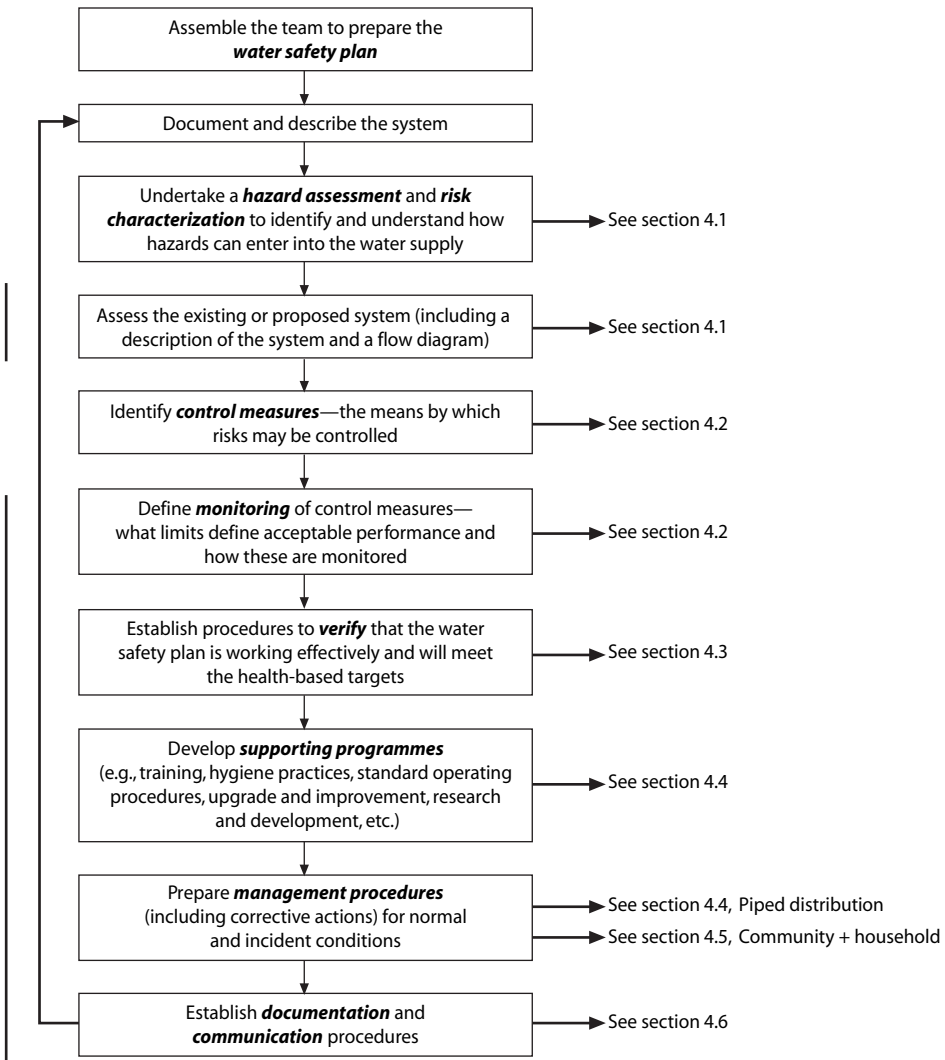 Assemble the team to prepare the
water safety plan
Document and describe the system
Undertake a hazard assessment and risk
characterization to identify and understand how
hazards can enter into the water supply
See section 4.1
Assess the existing or proposed system (including a
description of the system and a flow diagram)
See section 4.1
Identify control measures—the means by which
risks may be controlled
See section 4.2
Define monitoring of control measures—
what limits define acceptable performance and
how these are monitored
See section 4.2
Establish procedures to verify that the water
safety plan is working effectively and will meet
the health-based targets
See section 4.3
Develop supporting programmes
(e.g., training, hygiene practices, standard operating
procedures, upgrade and improvement, research
and development, etc.)
See section 4.4
Prepare management procedures
(including corrective actions) for normal
and incident conditions
See section 4.4, Piped distribution
See section 4.5, Community + household
Establish documentation and
communication procedures
See section 4.6